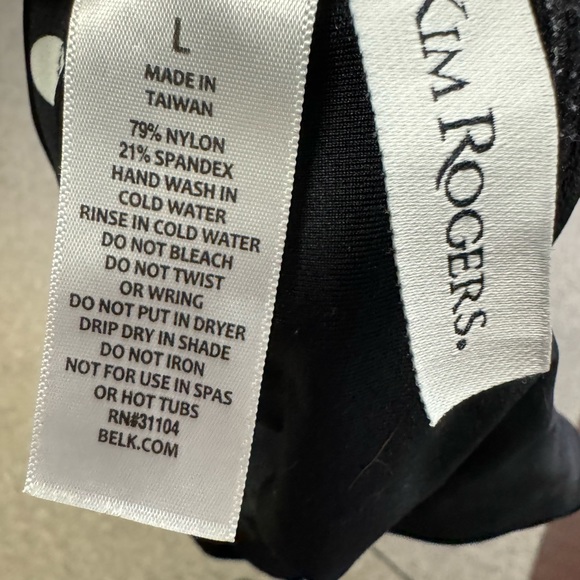 L
MADE IN
TAIWAN
79% NYLON
21% SPANDEX
HAND WASH IN
COLD WATER
RINSE IN COLD WATER
DO NOT BLEACH
DO NOT TWIST
OR WRING
DO NOT PUT IN DRYER
DRIP DRY IN SHADE
DO NOT IRON
NOT FOR USE IN SPAS
OR HOT TUBS
RN#31104
BELK.COM
KIM ROGERS.